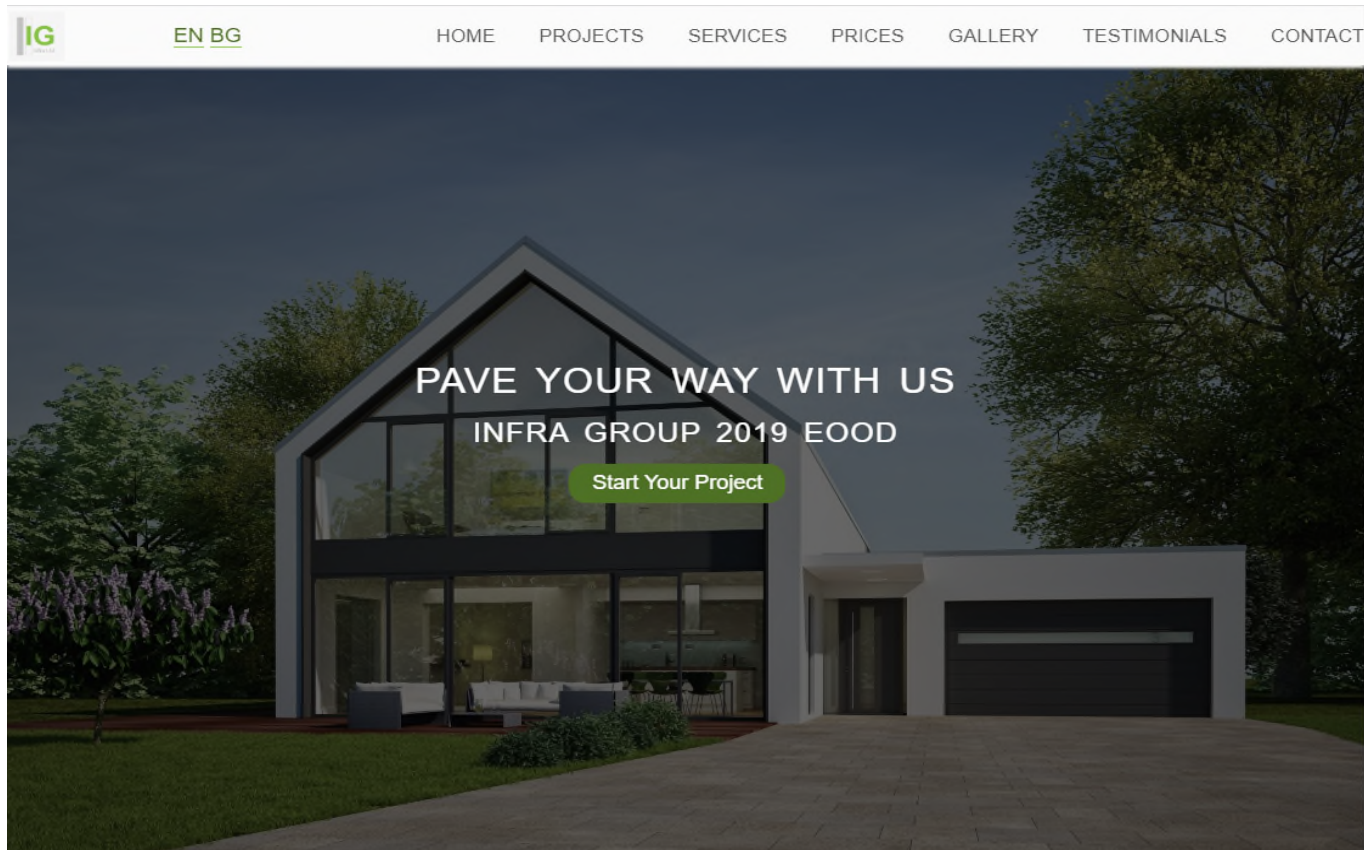 IG
EN BG
HOME PROJECTS SERVICES PRICES GALLERY TESTIMONIALS CONTACT
PAVE YOUR WAY WITH US
INFRA GROUP 2019 EOOD
Start Your Project